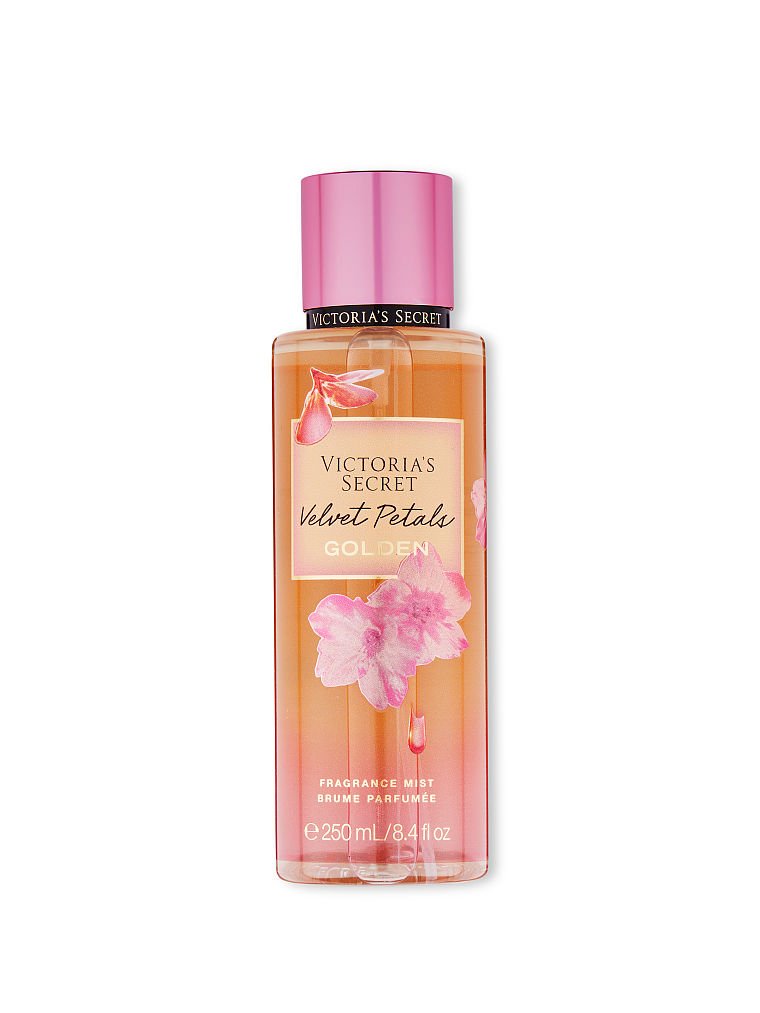 VICTORIA'S SECRET
VICTORIA'S
SECRET
Velvet Petals
GOLDEN
FRAGRANCE MIST
BRUME PARFUMÉE
℮ 250 mL/8.4 fl oz